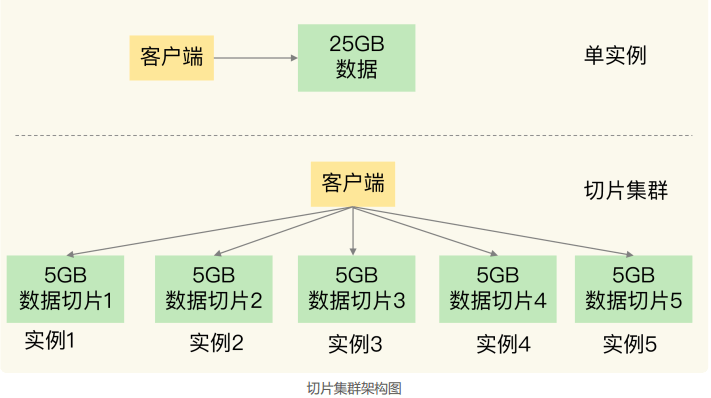 客户端
25GB
数据
单实例
客户端
切片集群
5GB
数据切片1
5GB
数据切片2
5GB
数据切片3
5GB
数据切片4
5GB
数据切片5
实例1
实例2
实例3
实例4
实例5
切片集群架构图